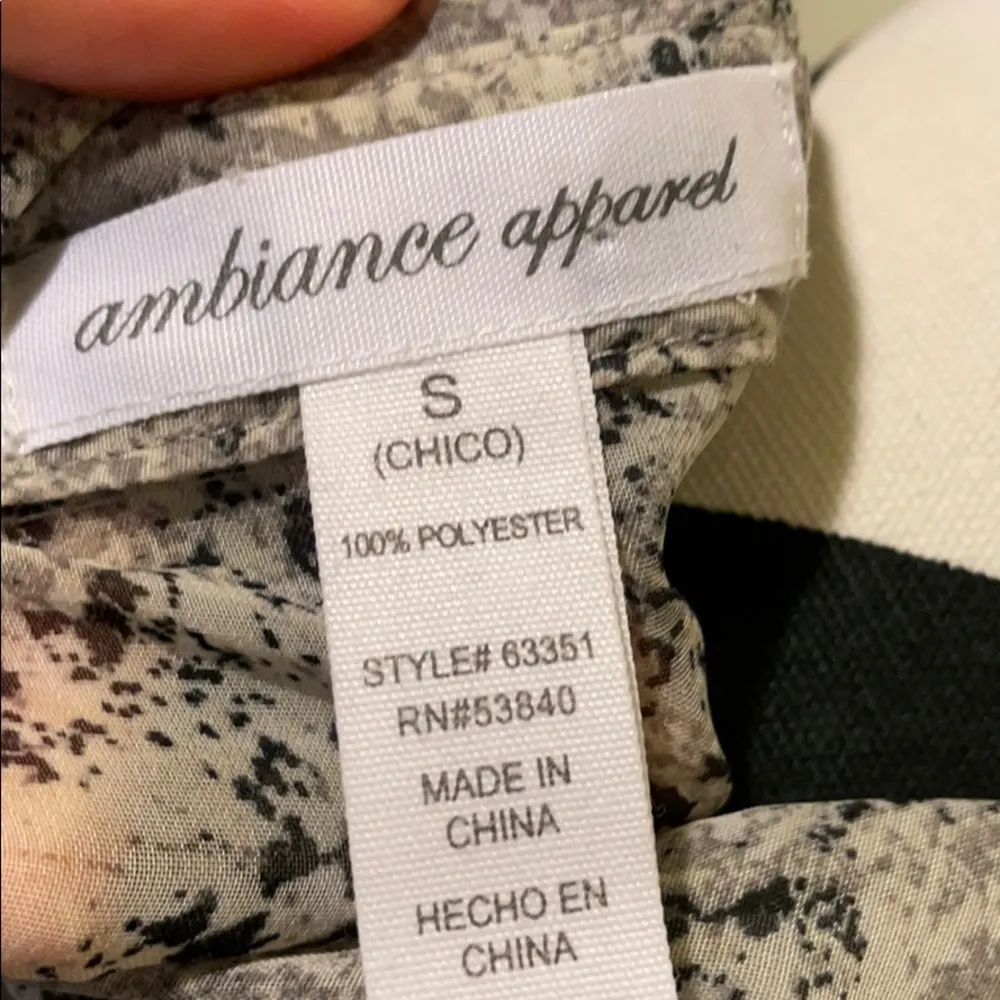 ambiance apparel
S
(CHICO)
100% POLYESTER
STYLE# 63351
RN#53840
MADE IN
CHINA
HECHO EN
CHINA